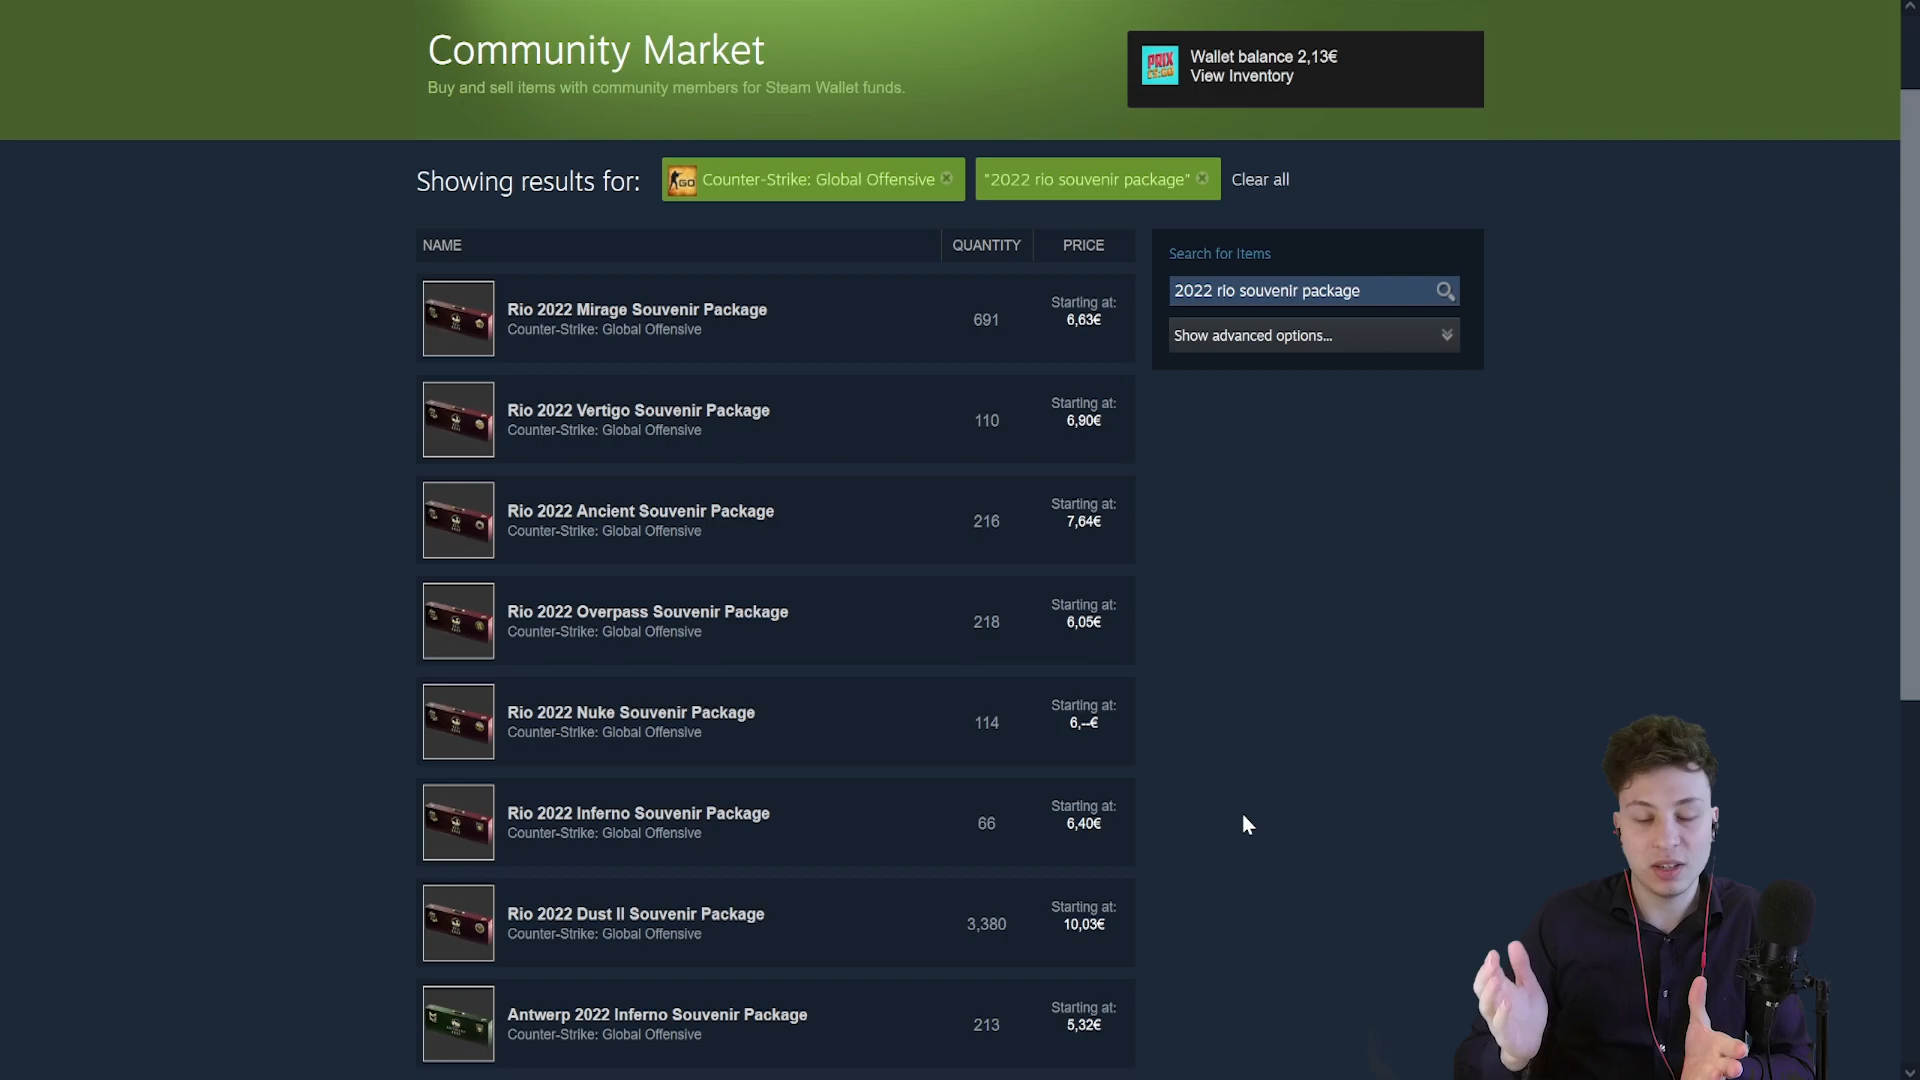 Community Market
Buy and sell items with community members for Steam Wallet funds.
PRIX
CS:GO
Wallet balance 2,13€
View Inventory
Showing results for:
GO
Counter-Strike: Global Offensive
"2022 rio souvenir package"
Clear all
NAME
QUANTITY
PRICE
Rio 2022 Mirage Souvenir Package
Counter-Strike: Global Offensive
691
Starting at:
6,63€
Rio 2022 Vertigo Souvenir Package
Counter-Strike: Global Offensive
110
Starting at:
6,90€
Rio 2022 Ancient Souvenir Package
Counter-Strike: Global Offensive
216
Starting at:
7,64€
Rio 2022 Overpass Souvenir Package
Counter-Strike: Global Offensive
218
Starting at:
6,05€
Rio 2022 Nuke Souvenir Package
Counter-Strike: Global Offensive
114
Starting at:
6,--€
Rio 2022 Inferno Souvenir Package
Counter-Strike: Global Offensive
66
Starting at:
6,40€
Rio 2022 Dust II Souvenir Package
Counter-Strike: Global Offensive
3,380
Starting at:
10,03€
Antwerp 2022 Inferno Souvenir Package
Counter-Strike: Global Offensive
213
Starting at:
5,32€
Search for Items
2022 rio souvenir package
Show advanced options...